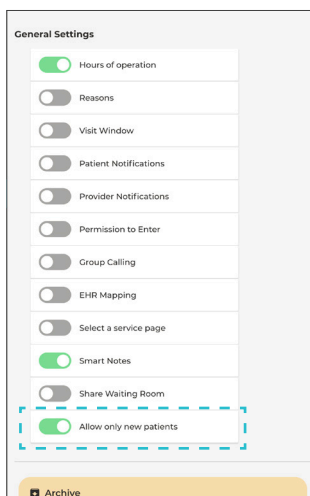 General Settings
Hours of operation
Reasons
Visit Window
Patient Notifications
Provider Notifications
Permission to Enter
Group Calling
EHR Mapping
Select a service page
Smart Notes
Share Waiting Room
Allow only new patients
Archive